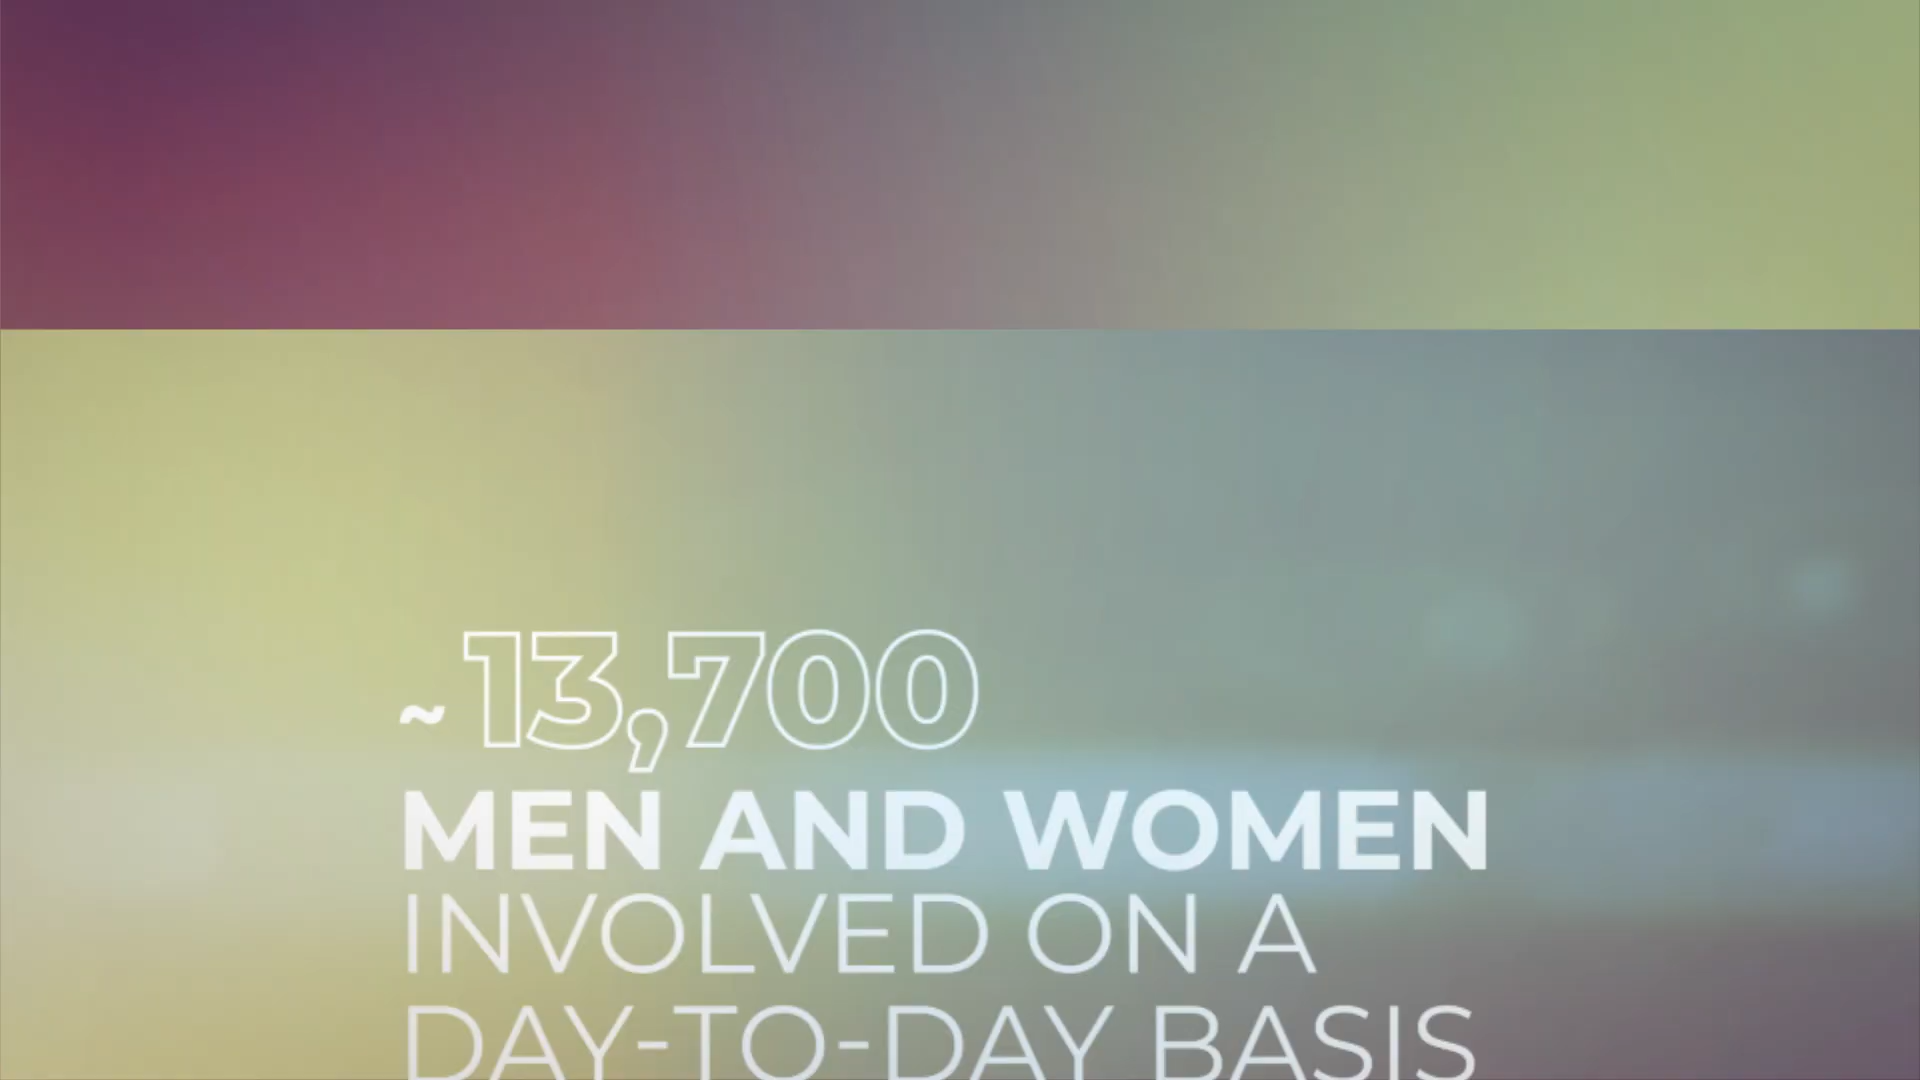 ~13,700
MEN AND WOMEN
INVOLVED ON A
DAY-TO-DAY BASIS